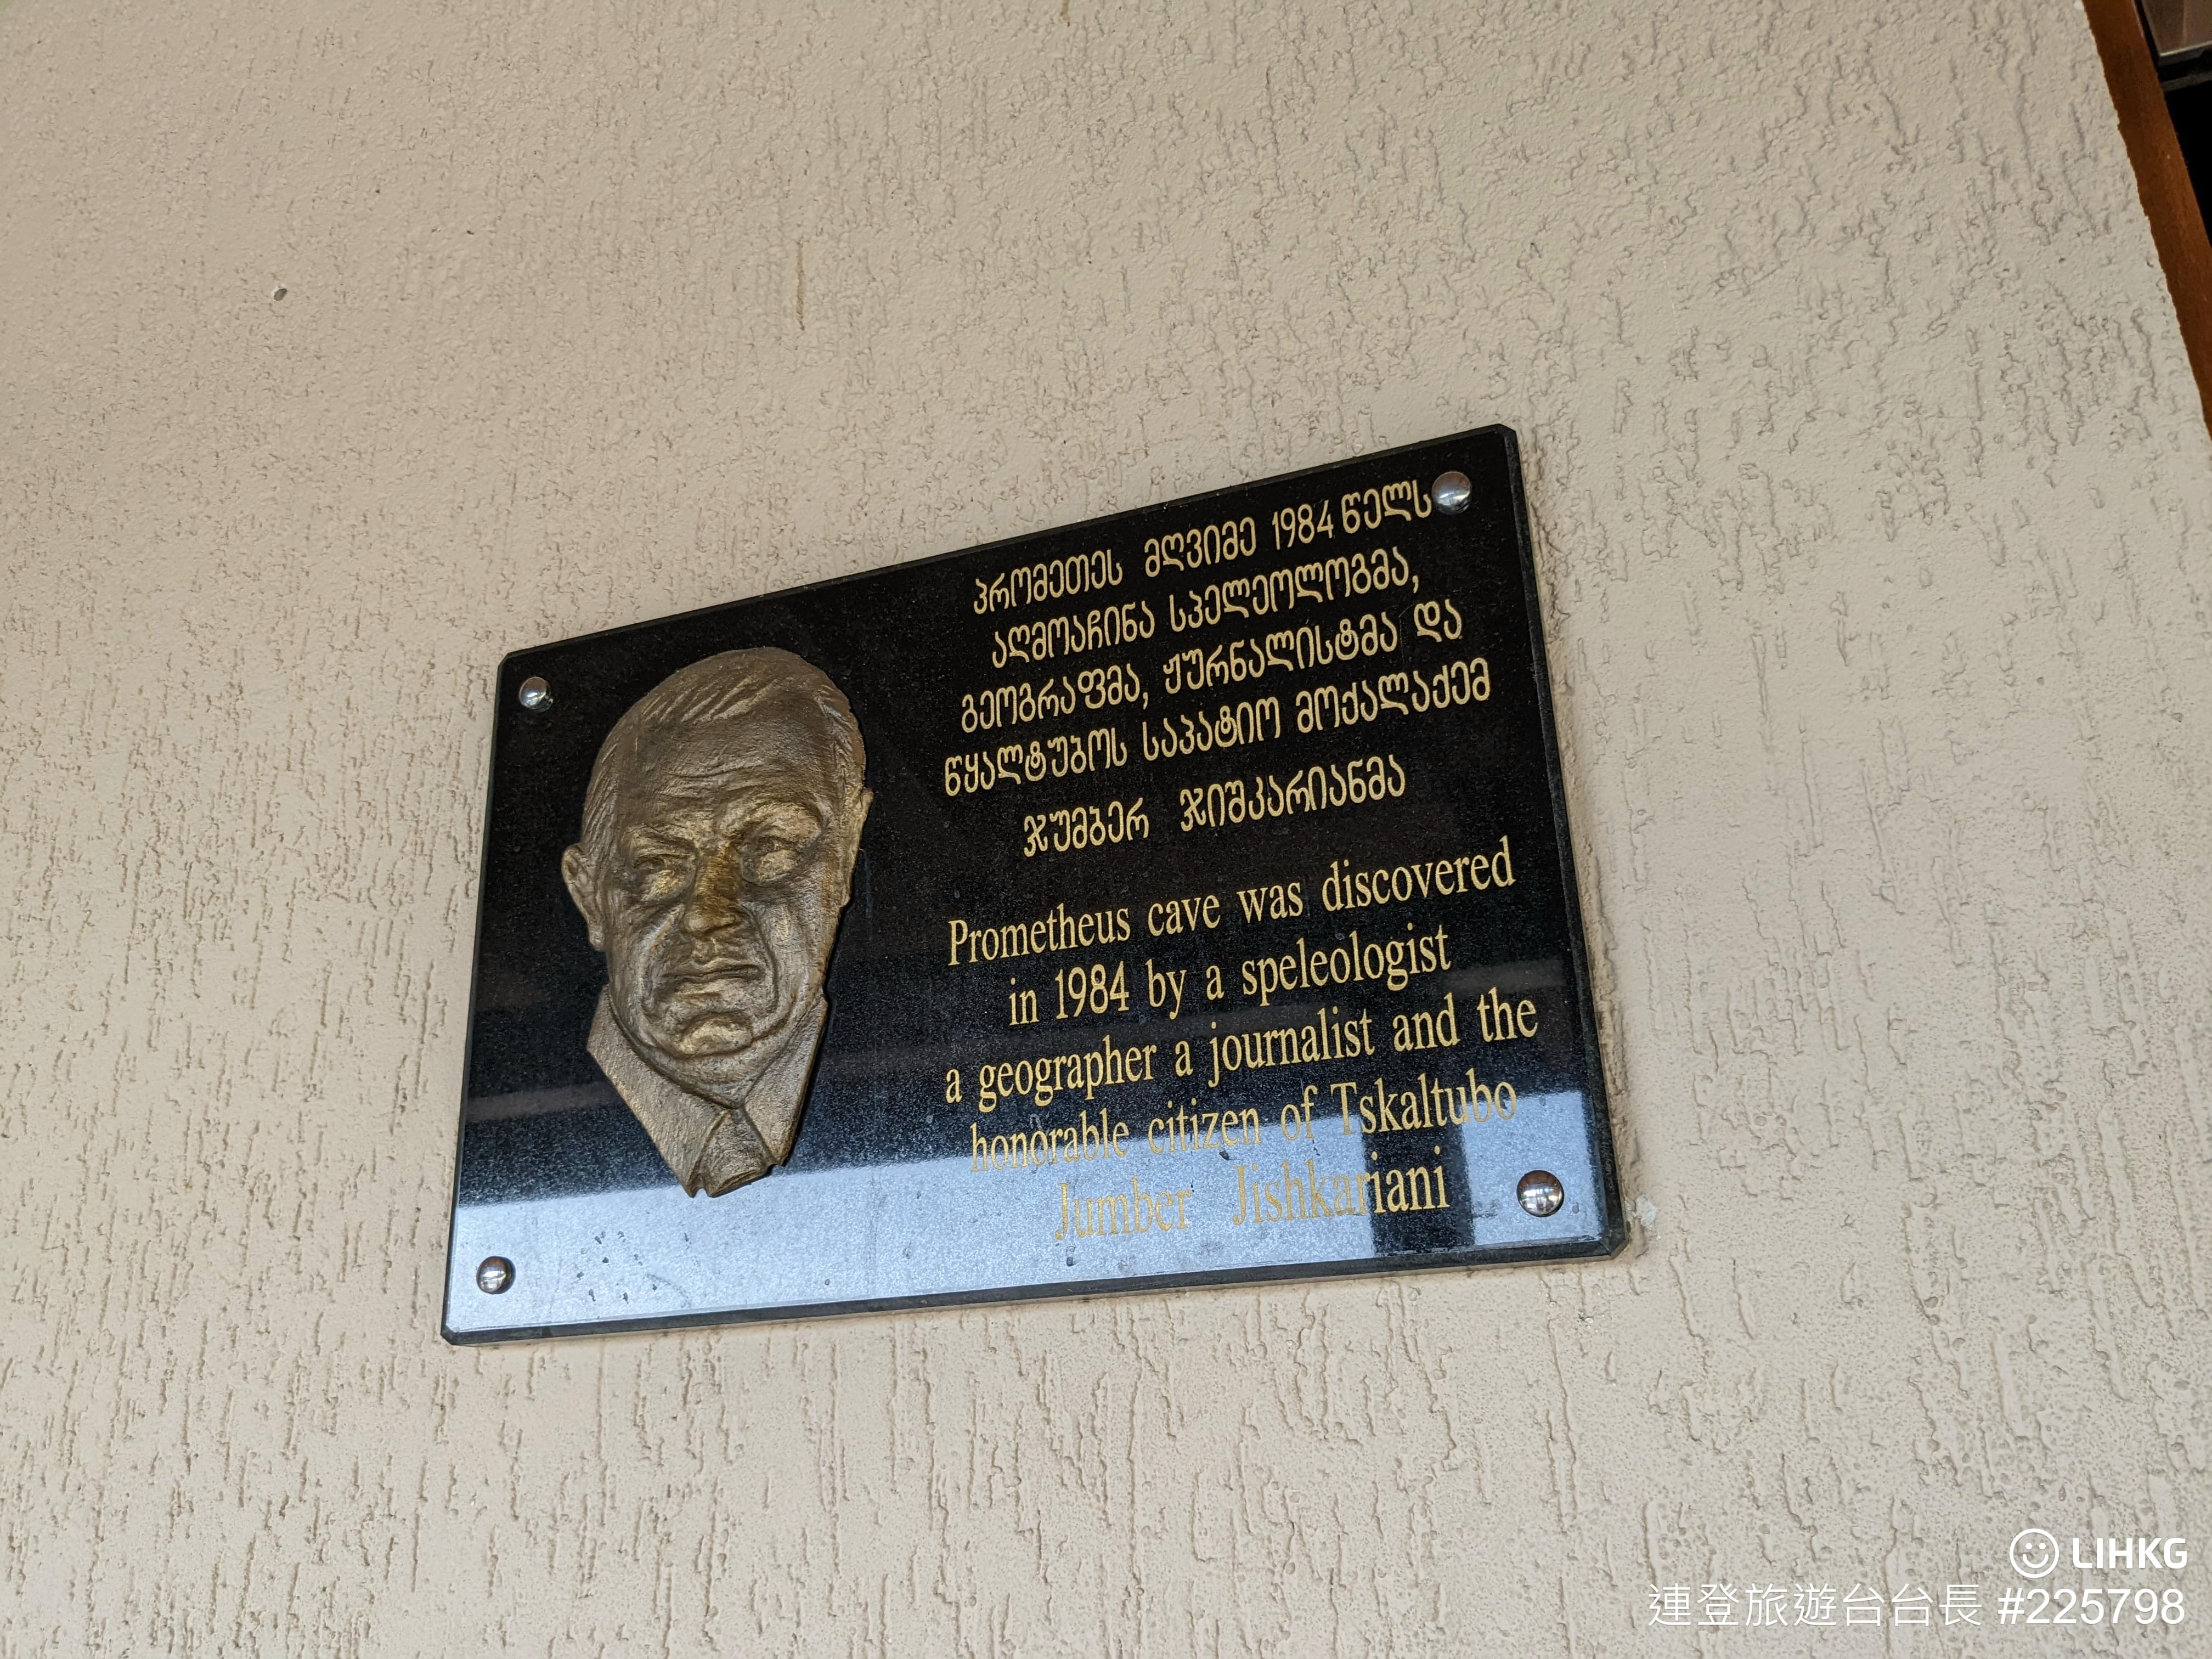 პრომეთეს მღვიმე 1984 წელს
აღმოაჩინა სპელეოლოგმა,
გეოგრაფმა, ჟურნალისტმა და
წყალტუბოს საპატიო მოქალაქემ
ჯუმბერ ჯიშკარიანმა
Prometheus cave was discovered
in 1984 by a speleologist
a geographer a journalist and the
honorable citizen of Tskaltubo
Jumber Jishkariani
LIHKG
連登旅遊台台長 #225798